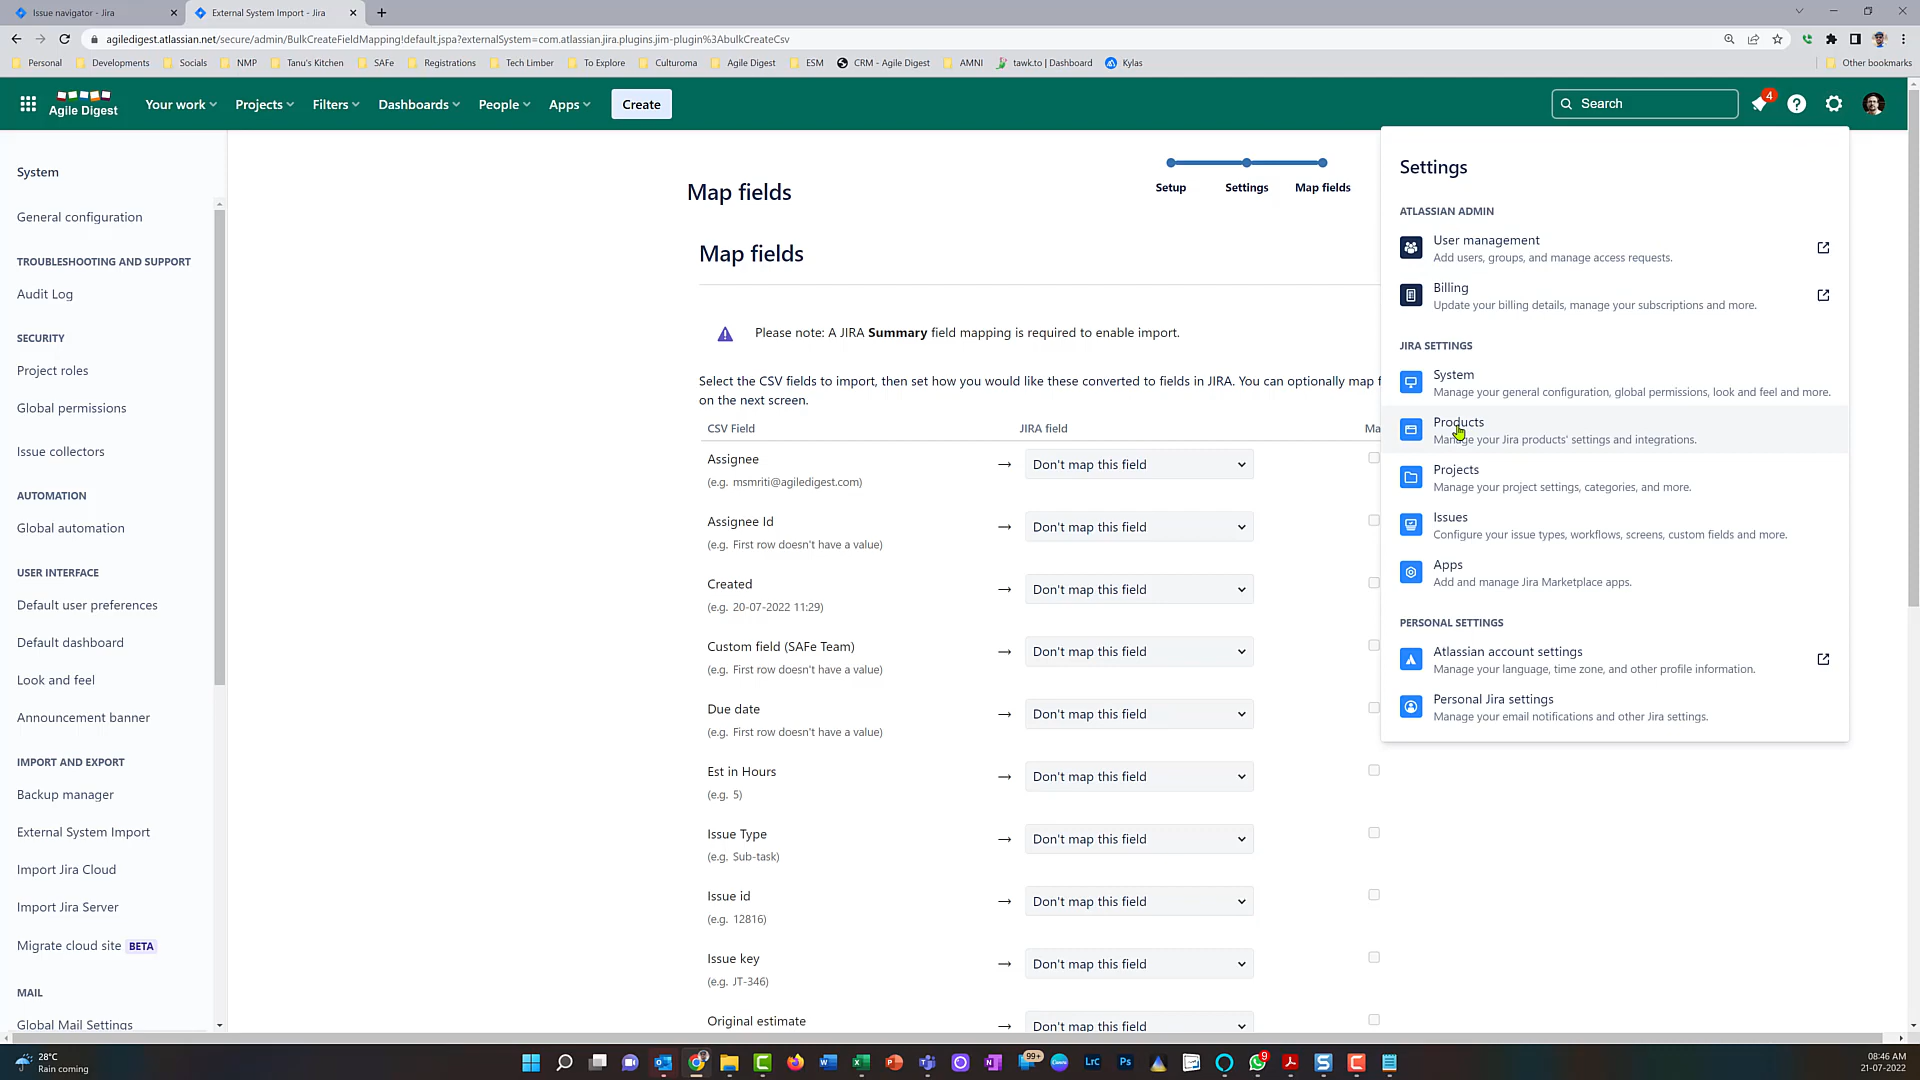 Issue navigator - Jira
External System Import - Jira
agiledigest.atlassian.net/secure/admin/BulkCreateFieldMapping!default.jspa?externalSystem=com.atlassian.jira.plugins.jim-plugin%3AbulkCreateCsv
Personal Developments Socials NMP Tanu's Kitchen SAFe Registrations Tech Limber To Explore Culturoma Agile Digest ESM CRM - Agile Digest AMNI tawk.to | Dashboard Kylas Other bookmarks
Agile Digest
Your work Projects Filters Dashboards People Apps Create Search 4
System
General configuration
TROUBLESHOOTING AND SUPPORT
Audit Log
SECURITY
Project roles
Global permissions
Issue collectors
AUTOMATION
Global automation
USER INTERFACE
Default user preferences
Default dashboard
Look and feel
Announcement banner
IMPORT AND EXPORT
Backup manager
External System Import
Import Jira Cloud
Import Jira Server
Migrate cloud site BETA
MAIL
Global Mail Settings
Map fields
Setup Settings Map fields
Map fields
Please note: A JIRA Summary field mapping is required to enable import.
Select the CSV fields to import, then set how you would like these converted to fields in JIRA. You can optionally map f
on the next screen.
CSV Field JIRA field Ma
Assignee Don't map this field
(e.g. msmriti@agiledigest.com)
Assignee Id Don't map this field
(e.g. First row doesn't have a value)
Created Don't map this field
(e.g. 20-07-2022 11:29)
Custom field (SAFe Team) Don't map this field
(e.g. First row doesn't have a value)
Due date Don't map this field
(e.g. First row doesn't have a value)
Est in Hours Don't map this field
(e.g. 5)
Issue Type Don't map this field
(e.g. Sub-task)
Issue id Don't map this field
(e.g. 12816)
Issue key Don't map this field
(e.g. JT-346)
Original estimate Don't map this field
Settings
ATLASSIAN ADMIN
User management
Add users, groups, and manage access requests.
Billing
Update your billing details, manage your subscriptions and more.
JIRA SETTINGS
System
Manage your general configuration, global permissions, look and feel and more.
Products
Manage your Jira products' settings and integrations.
Projects
Manage your project settings, categories, and more.
Issues
Configure your issue types, workflows, screens, custom fields and more.
Apps
Add and manage Jira Marketplace apps.
PERSONAL SETTINGS
Atlassian account settings
Manage your language, time zone, and other profile information.
Personal Jira settings
Manage your email notifications and other Jira settings.
28°C
Rain coming
99+
LrC
Ps
9
08:46 AM
21-07-2022